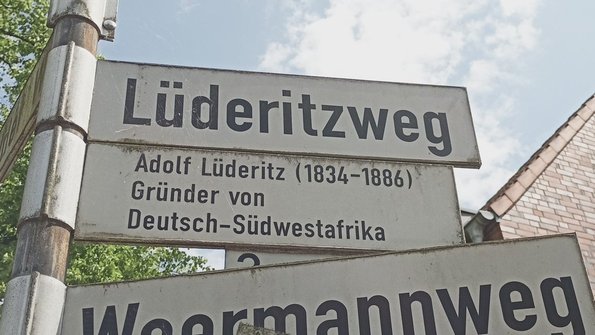 Lüderitzweg
Adolf Lüderitz (1834-1886)
Gründer von
Deutsch-Südwestafrika
Woermannweg